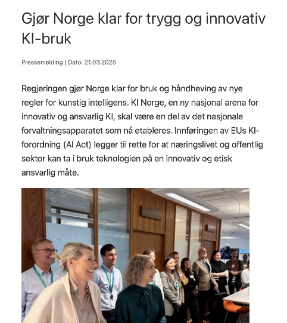 Gjør Norge klar for trygg og innovativ
KI-bruk
Pressemelding | Dato: 21.03.2025
Regjeringen gjør Norge klar for bruk og håndheving av nye
regler for kunstig intelligens. KI Norge, en ny nasjonal arena for
innovativ og ansvarlig KI, skal være en del av det nasjonale
forvaltningsapparatet som nå etableres. Innføringen av EUs KI-
forordning (AI Act) legger til rette for at næringslivet og offentlig
sektor kan ta i bruk teknologien på en innovativ og etisk
ansvarlig måte.